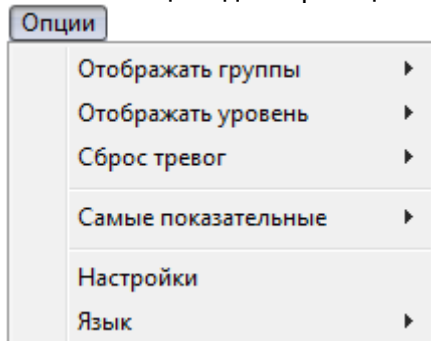 Опции
Отображать группы
Отображать уровень
Сброс тревог
Самые показательные
Настройки
Язык